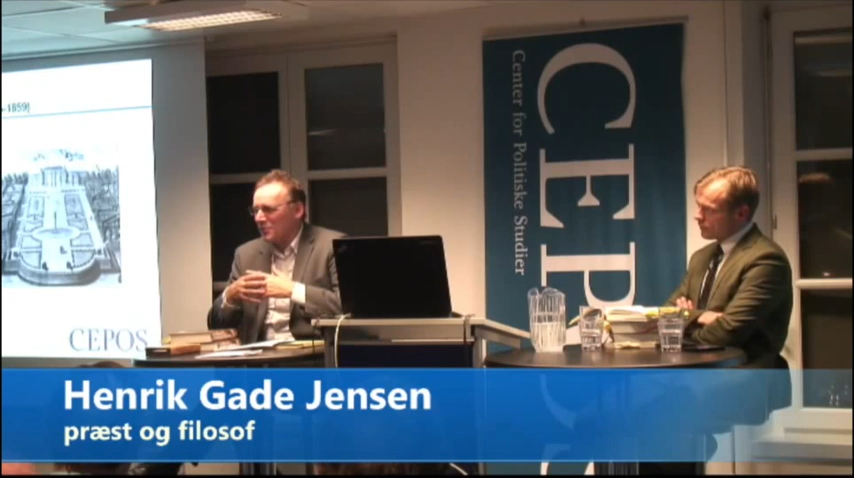 -1859]
CEPOS
Center for Politiske Studier
CEPOS
Henrik Gade Jensen
præst og filosof